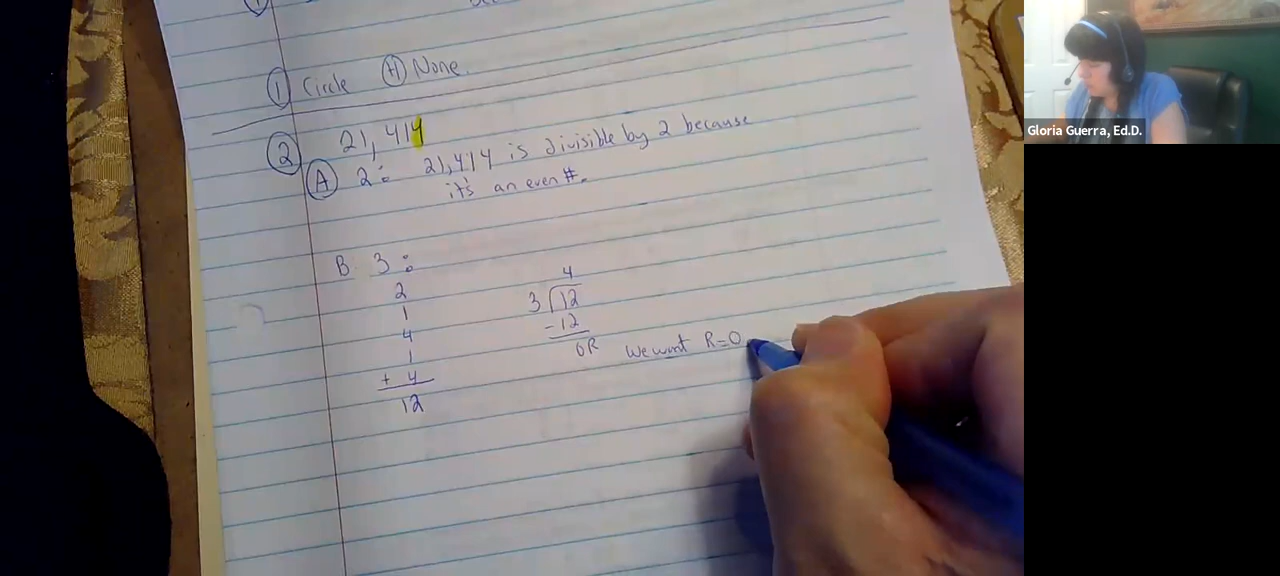 ① Circle Ⓗ None.
② 21,414
Ⓐ 2: 21,414 is divisible by 2 because
it's an even #.
B. 3:
2
1
4
1
+ 4
12
4
3 12
-12
0R We want R=0
Gloria Guerra, Ed.D.